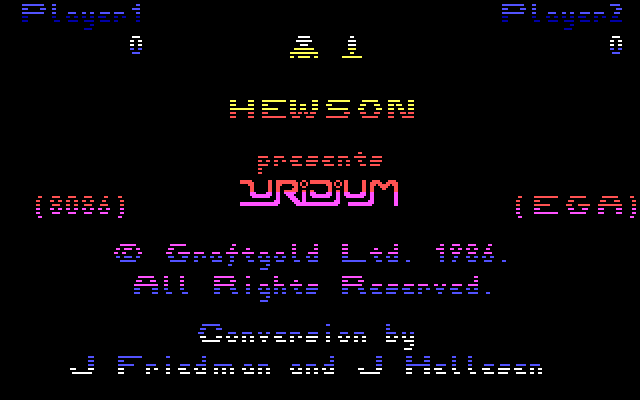 Player1 Player2
0 A 1 0
HEWSON
presents
URIDIUM
(8086) (EGA)
© Graftgold Ltd. 1986.
All Rights Reserved.
Conversion by
J Friedman and J Hellesen